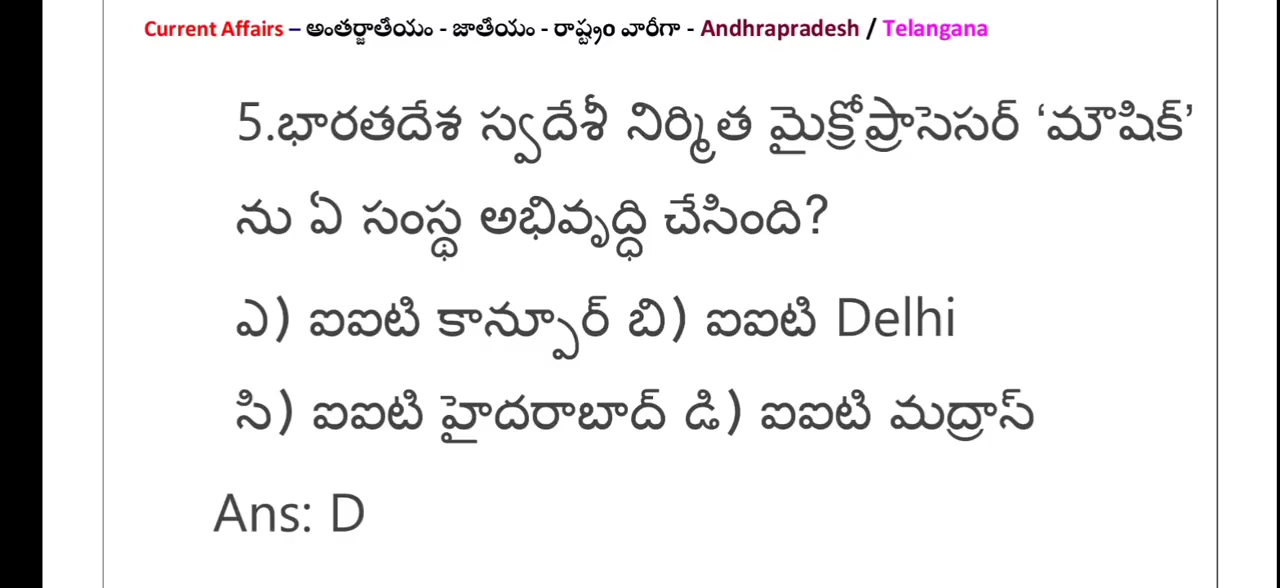 Current Affairs – అంతర్జాతీయం - జాతీయం - రాష్ట్రం వారీగా - Andhrapradesh / Telangana
5.భారతదేశ స్వదేశీ నిర్మిత మైక్రోప్రాసెసర్ ‘మౌషిక్’
ను ఏ సంస్థ అభివృద్ధి చేసింది?
ఎ) ఐఐటి కాన్పూర్ బి) ఐఐటి Delhi
సి) ఐఐటి హైదరాబాద్ డి) ఐఐటి మద్రాస్
Ans: D